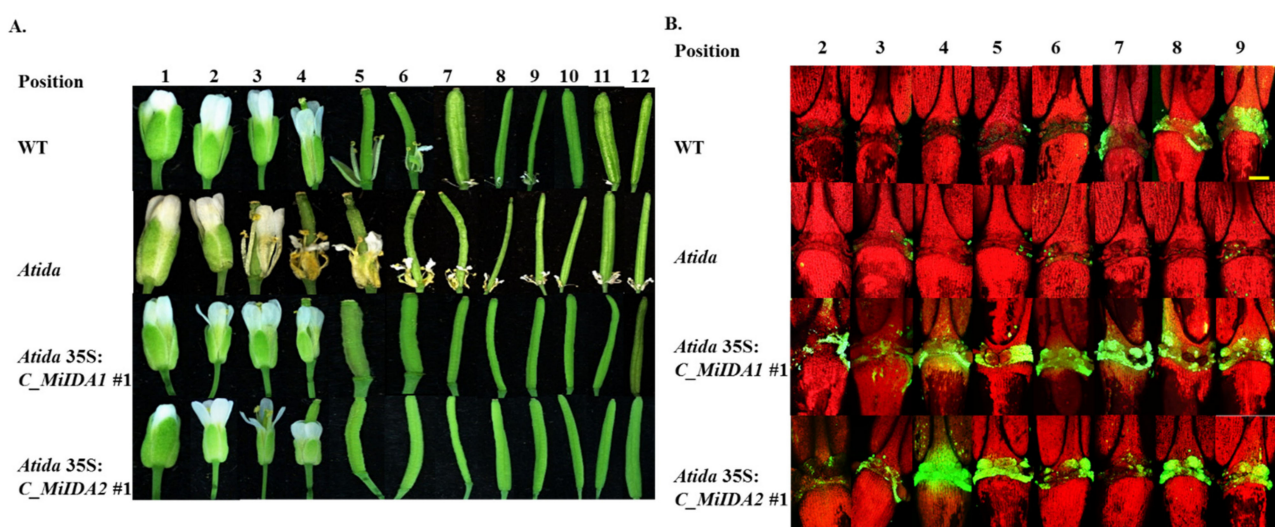 A.
Position 1 2 3 4 5 6 7 8 9 10 11 12
WT
Atida
Atida 35S:
C_MiIDA1 #1
Atida 35S:
C_MiIDA2 #1
B.
Position 2 3 4 5 6 7 8 9
WT
Atida
Atida 35S:
C_MiIDA1 #1
Atida 35S:
C_MiIDA2 #1